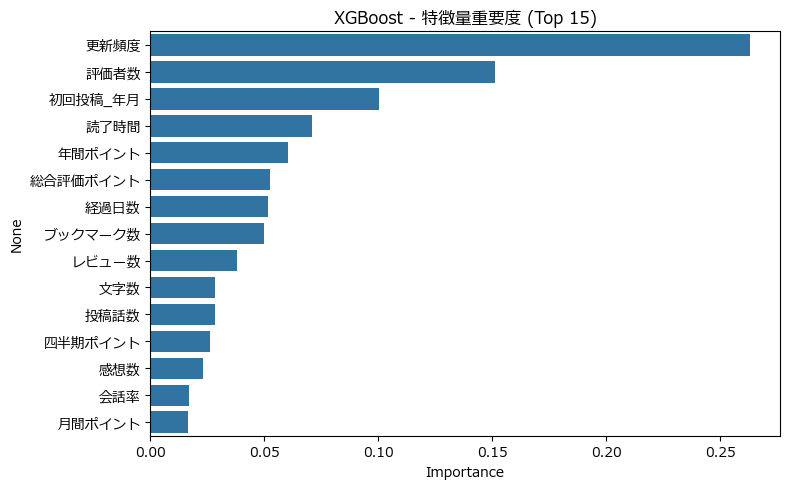 XGBoost - 特徴量重要度 (Top 15)
更新頻度
評価者数
初回投稿_年月
読了時間
年間ポイント
総合評価ポイント
経過日数
ブックマーク数
レビュー数
文字数
投稿話数
四半期ポイント
感想数
会話率
月間ポイント
None
0.00 0.05 0.10 0.15 0.20 0.25
Importance